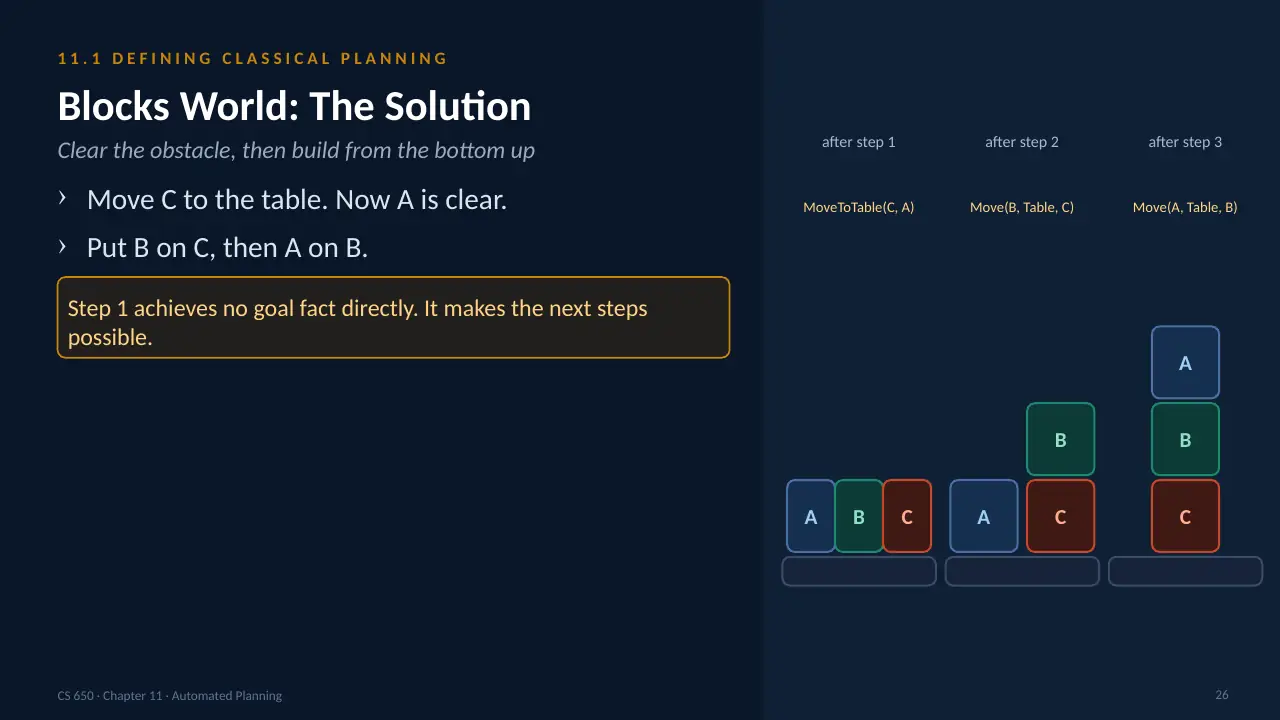 11.1 DEFINING CLASSICAL PLANNING
Blocks World: The Solution
Clear the obstacle, then build from the bottom up
› Move C to the table. Now A is clear.
› Put B on C, then A on B.
Step 1 achieves no goal fact directly. It makes the next steps
possible.
after step 1
after step 2
after step 3
MoveToTable(C, A)
Move(B, Table, C)
Move(A, Table, B)
A
B
B
A B C
A
C
C
CS 650 · Chapter 11 · Automated Planning
26